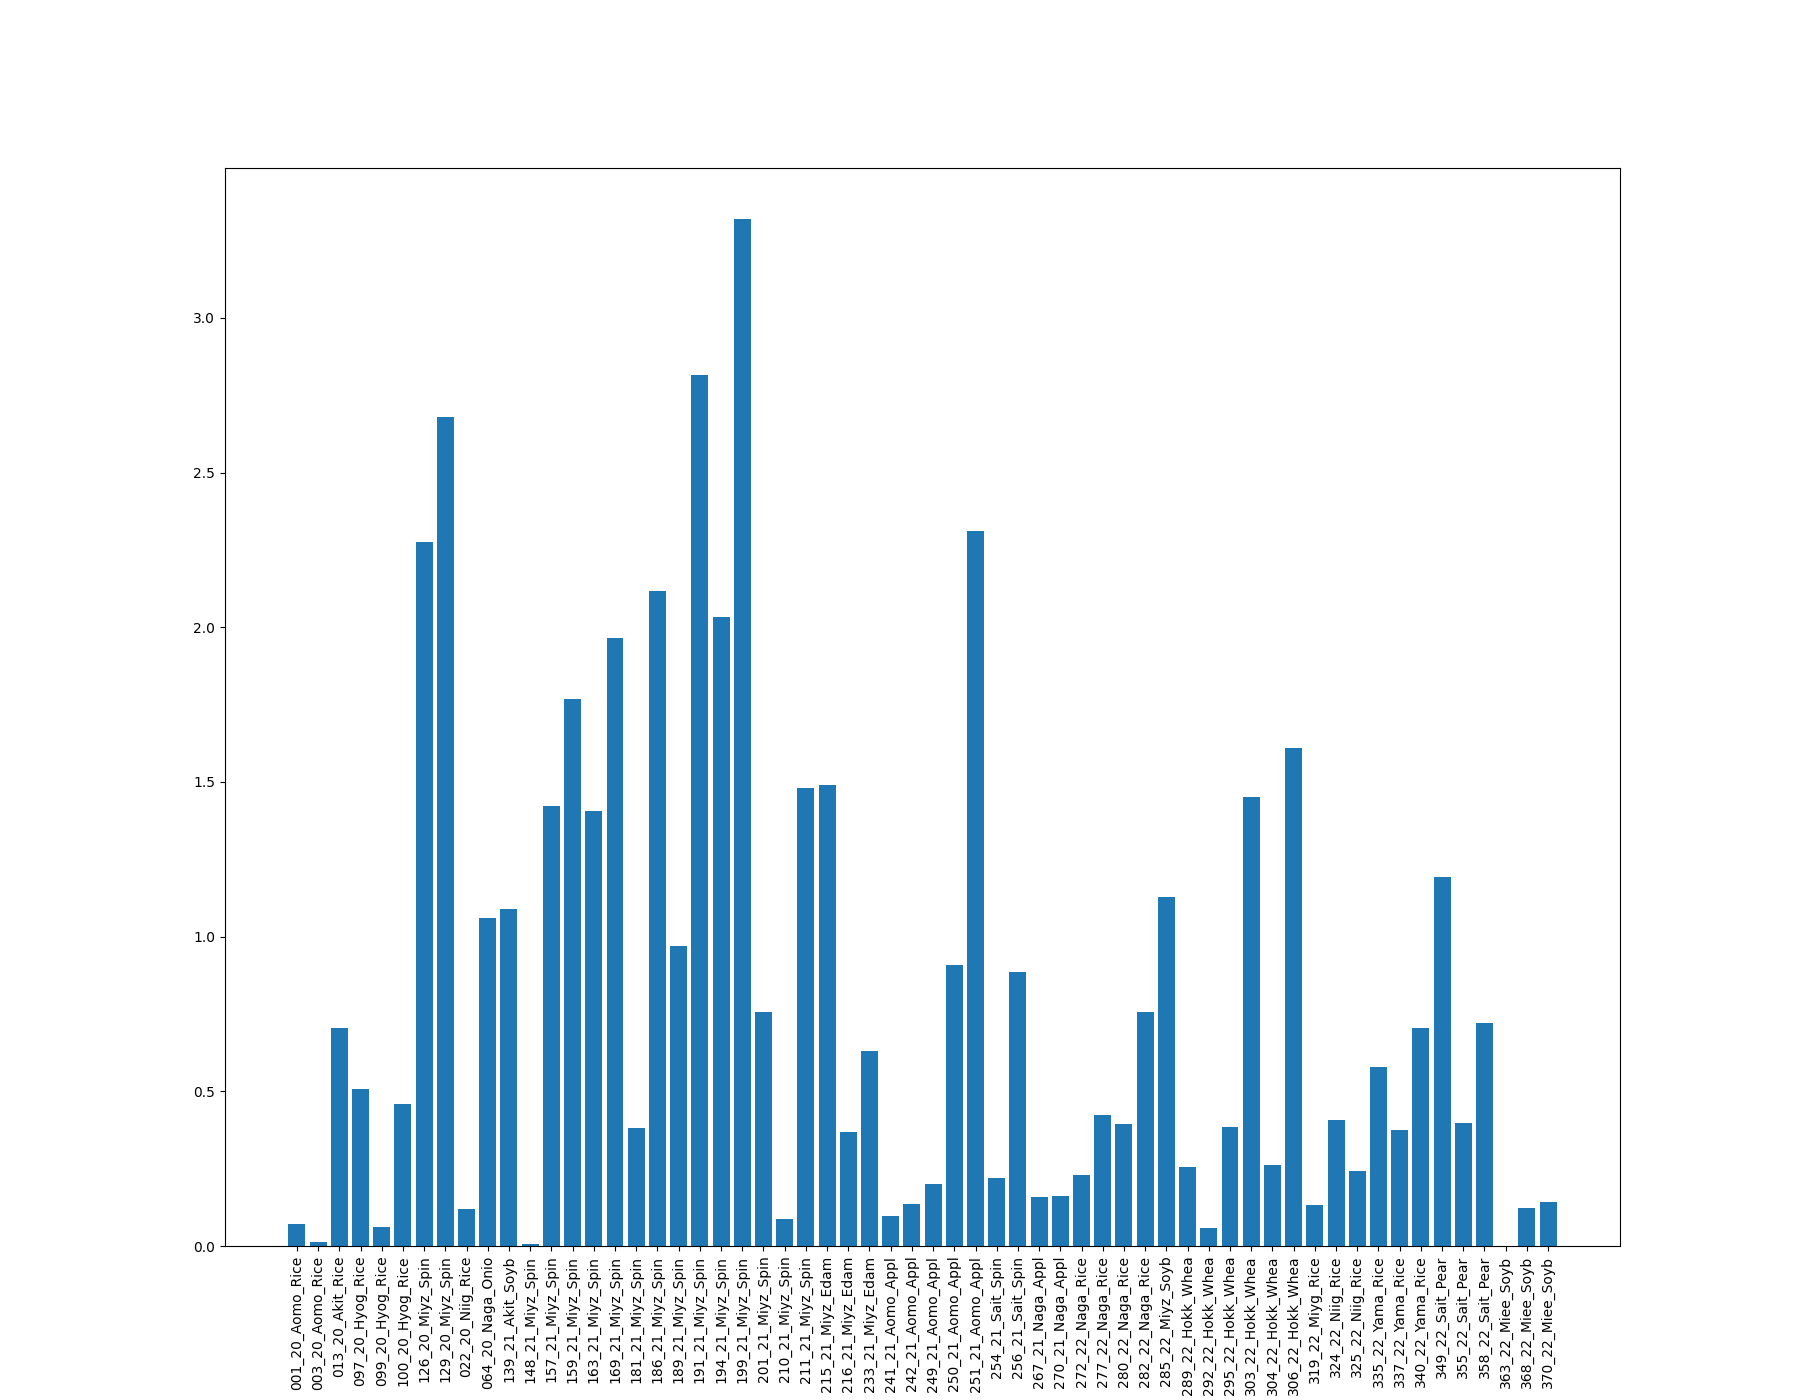 3.0
2.5
2.0
1.5
1.0
0.5
0.0
001_20_Aomo_Rice
003_20_Aomo_Rice
013_20_Akit_Rice
097_20_Hyog_Rice
099_20_Hyog_Rice
100_20_Hyog_Rice
126_20_Miyz_Spin
129_20_Miyz_Spin
022_20_Niig_Rice
064_20_Naga_Onio
139_21_Akit_Soyb
148_21_Miyz_Spin
157_21_Miyz_Spin
159_21_Miyz_Spin
163_21_Miyz_Spin
169_21_Miyz_Spin
181_21_Miyz_Spin
186_21_Miyz_Spin
189_21_Miyz_Spin
191_21_Miyz_Spin
194_21_Miyz_Spin
199_21_Miyz_Spin
201_21_Miyz_Spin
210_21_Miyz_Spin
211_21_Miyz_Spin
215_21_Miyz_Edam
216_21_Miyz_Edam
233_21_Miyz_Edam
241_21_Aomo_Appl
242_21_Aomo_Appl
249_21_Aomo_Appl
250_21_Aomo_Appl
251_21_Aomo_Appl
254_21_Sait_Spin
256_21_Sait_Spin
267_21_Naga_Appl
270_21_Naga_Appl
272_22_Naga_Rice
277_22_Naga_Rice
280_22_Naga_Rice
282_22_Naga_Rice
285_22_Miyz_Soyb
289_22_Hokk_Whea
292_22_Hokk_Whea
295_22_Hokk_Whea
303_22_Hokk_Whea
304_22_Hokk_Whea
306_22_Hokk_Whea
319_22_Miyg_Rice
324_22_Niig_Rice
325_22_Niig_Rice
335_22_Yama_Rice
337_22_Yama_Rice
340_22_Yama_Rice
349_22_Sait_Pear
355_22_Sait_Pear
358_22_Sait_Pear
363_22_Miee_Soyb
368_22_Miee_Soyb
370_22_Miee_Soyb